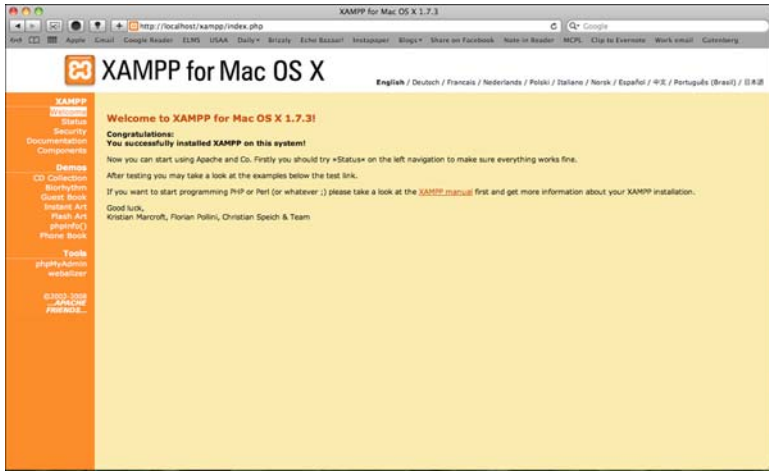 XAMPP for Mac OS X 1.7.3
http://localhost/xampp/index.php
Google
Apple Gmail Google Reader ELMS USAA Daily Brizzly Echo Bazaar! Instapaper Blogs Share on Facebook Note in Reader MCPL Clip to Evernote Work email Gutenberg
XAMPP for Mac OS X
English / Deutsch / Francais / Nederlands / Polski / Italiano / Norsk / Español / 中文 / Português (Brasil) / 日本語
XAMPP
Welcome
Status
Security
Documentation
Components
Demos
CD Collection
Biorhythm
Guest Book
Instant Art
Flash Art
phpinfo()
Phone Book
Tools
phpMyAdmin
webalizer
©2002-2008
...APACHE
FRIENDS...
Welcome to XAMPP for Mac OS X 1.7.3!
Congratulations:
You successfully installed XAMPP on this system!
Now you can start using Apache and Co. Firstly you should try »Status« on the left navigation to make sure everything works fine.
After testing you may take a look at the examples below the test link.
If you want to start programming PHP or Perl (or whatever ;) please take a look at the XAMPP manual first and get more information about your XAMPP installation.
Good luck,
Kristian Marcroft, Florian Pollini, Christian Speich & Team